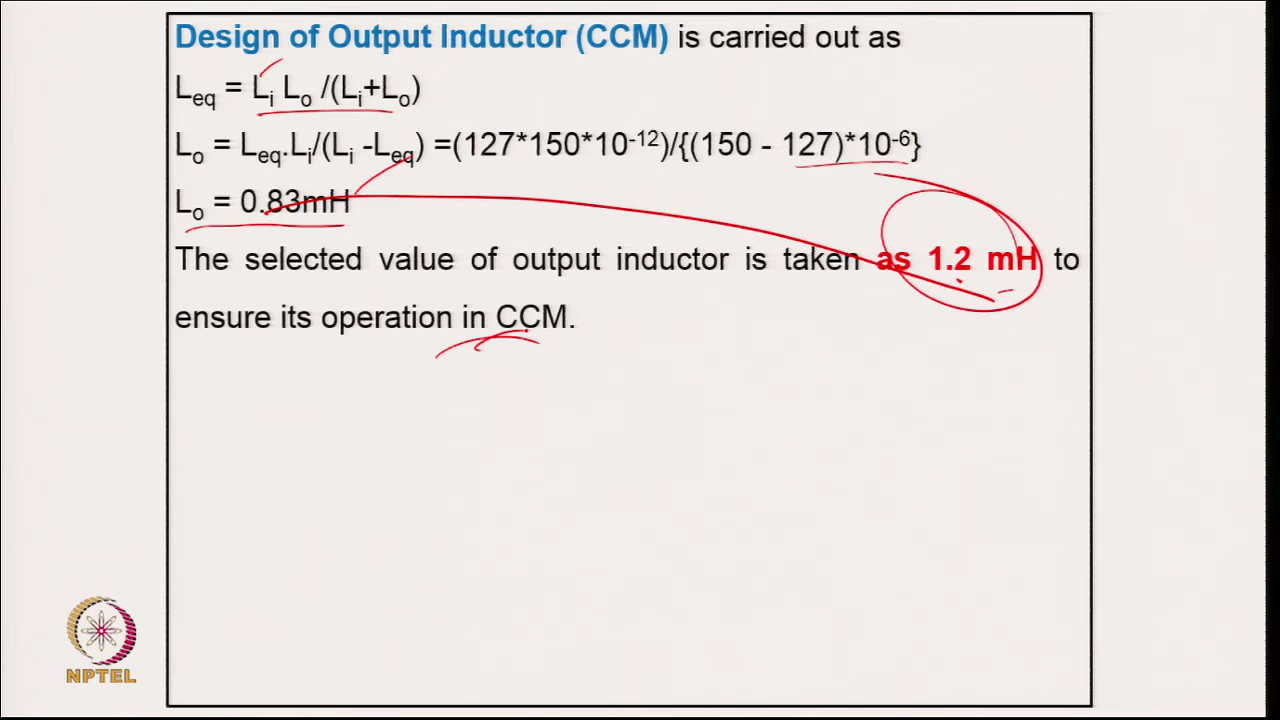 Design of Output Inductor (CCM) is carried out as
Leq = Li Lo /(Li+Lo)
Lo = Leq.Li/(Li -Leq) =(127*150*10-12)/{(150 - 127)*10-6}
Lo = 0.83mH
The selected value of output inductor is taken as 1.2 mH to
ensure its operation in CCM.
NPTEL